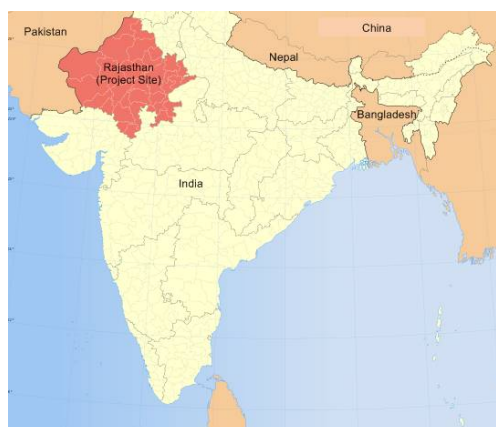 China
Pakistan
Nepal
Rajasthan
(Project Site)
Bangladesh
India